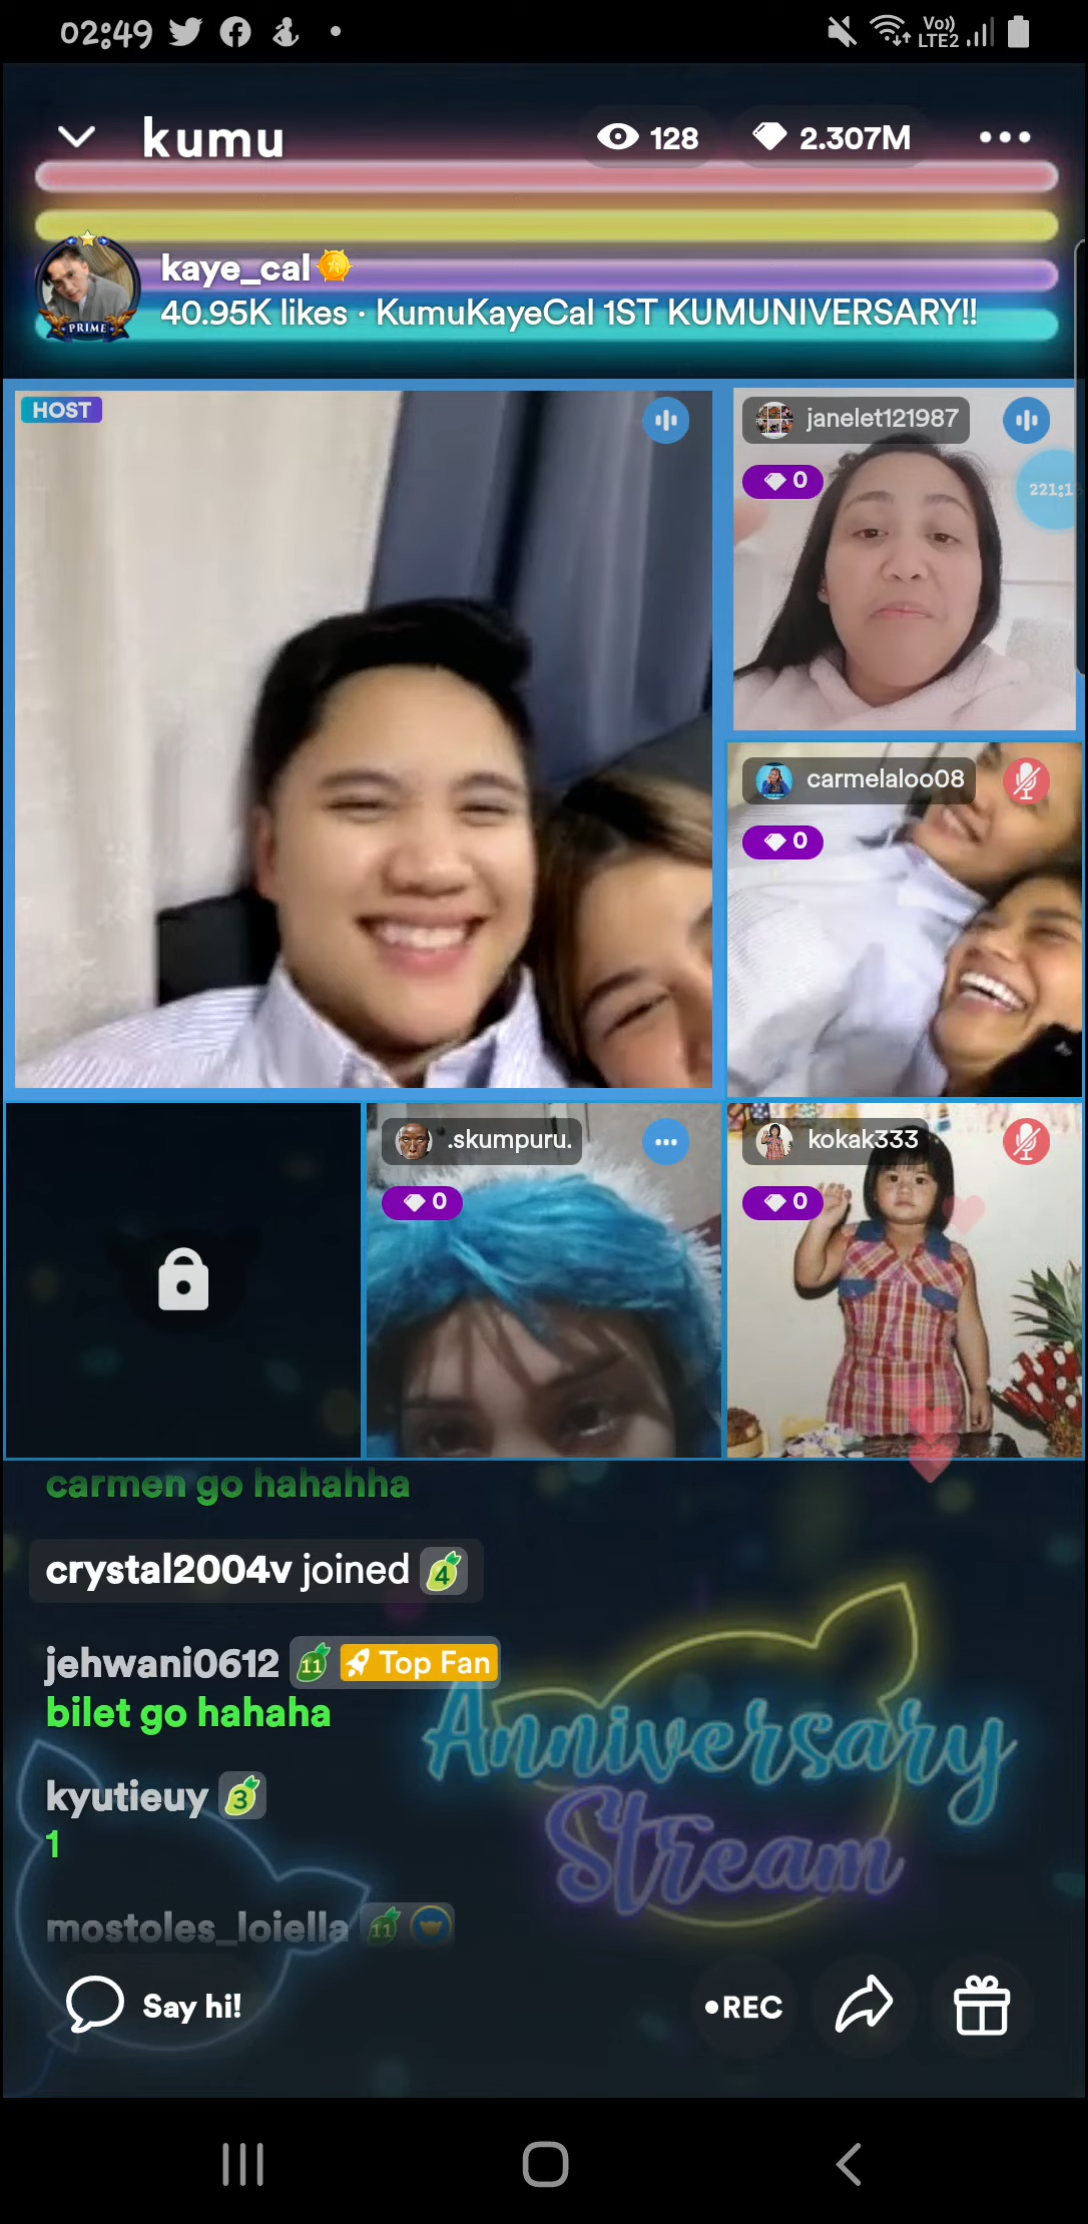 02:49
Vo))
LTE2
kumu
128
2.307M
kaye_cal
PRIME
40.95K likes · KumuKayeCal 1ST KUMUNIVERSARY!!
HOST
janelet121987
0
221:1
carmelaloo08
0
.skumpuru.
0
kokak333
0
carmen go hahahha
crystal2004v joined 4
jehwani0612 11 Top Fan
bilet go hahaha
kyutieuy 3
1
Anniversary
Stream
mostoles_loiella 11
Say hi!
•REC